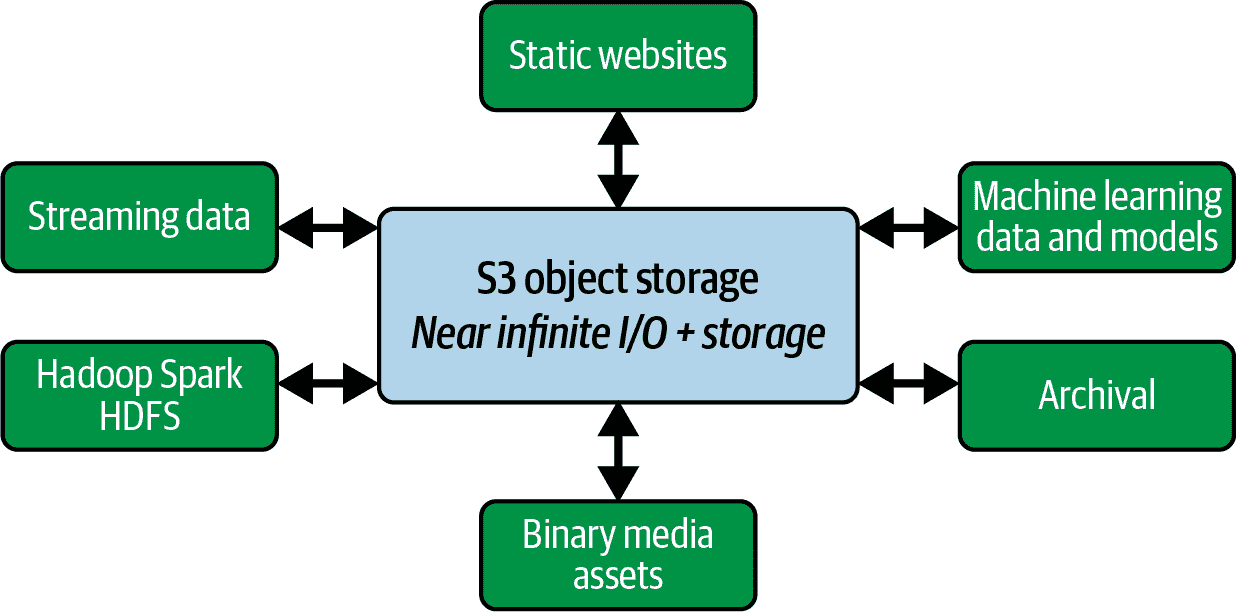 Static websites
Streaming data
Machine learning
data and models
S3 object storage
Near infinite I/O + storage
Hadoop Spark
HDFS
Archival
Binary media
assets